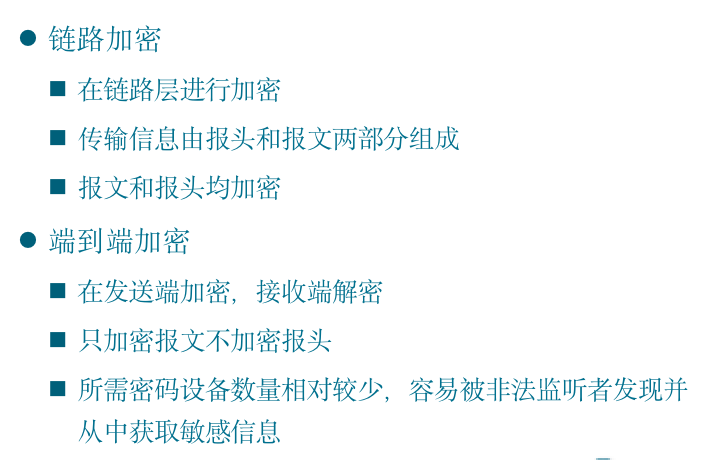 链路加密
在链路层进行加密
传输信息由报头和报文两部分组成
报文和报头均加密
端到端加密
在发送端加密，接收端解密
只加密报文不加密报头
所需密码设备数量相对较少，容易被非法监听者发现并
从中获取敏感信息